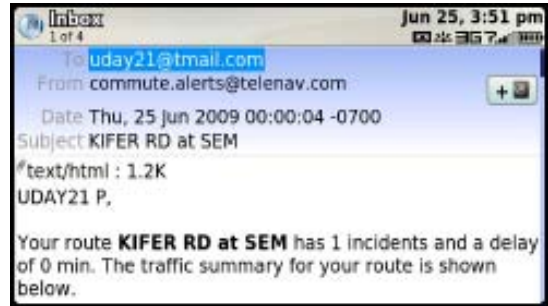 Inbox
Jun 25, 3:51 pm
1 of 4
3G
To uday21@tmail.com
From commute.alerts@telenav.com
Date Thu, 25 Jun 2009 00:00:04 -0700
Subject KIFER RD at SEM
text/html : 1.2K
UDAY21 P,
Your route KIFER RD at SEM has 1 incidents and a delay
of 0 min. The traffic summary for your route is shown
below.